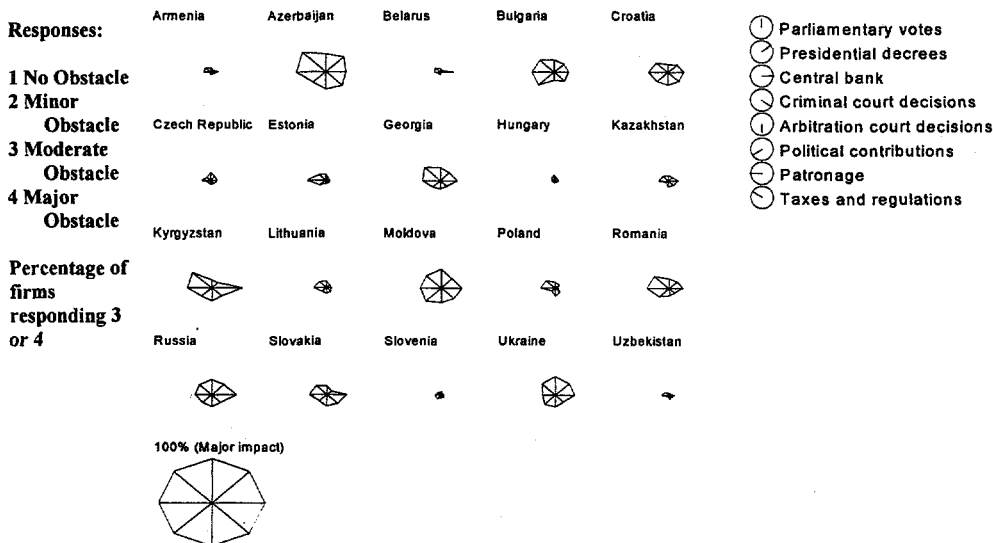 Responses:
1 No Obstacle
2 Minor
Obstacle
3 Moderate
Obstacle
4 Major
Obstacle
Percentage of
firms
responding 3
or 4
Armenia Azerbaijan Belarus Bulgaria Croatia
Czech Republic Estonia Georgia Hungary Kazakhstan
Kyrgyzstan Lithuania Moldova Poland Romania
Russia Slovakia Slovenia Ukraine Uzbekistan
100% (Major impact)
Parliamentary votes
Presidential decrees
Central bank
Criminal court decisions
Arbitration court decisions
Political contributions
Patronage
Taxes and regulations